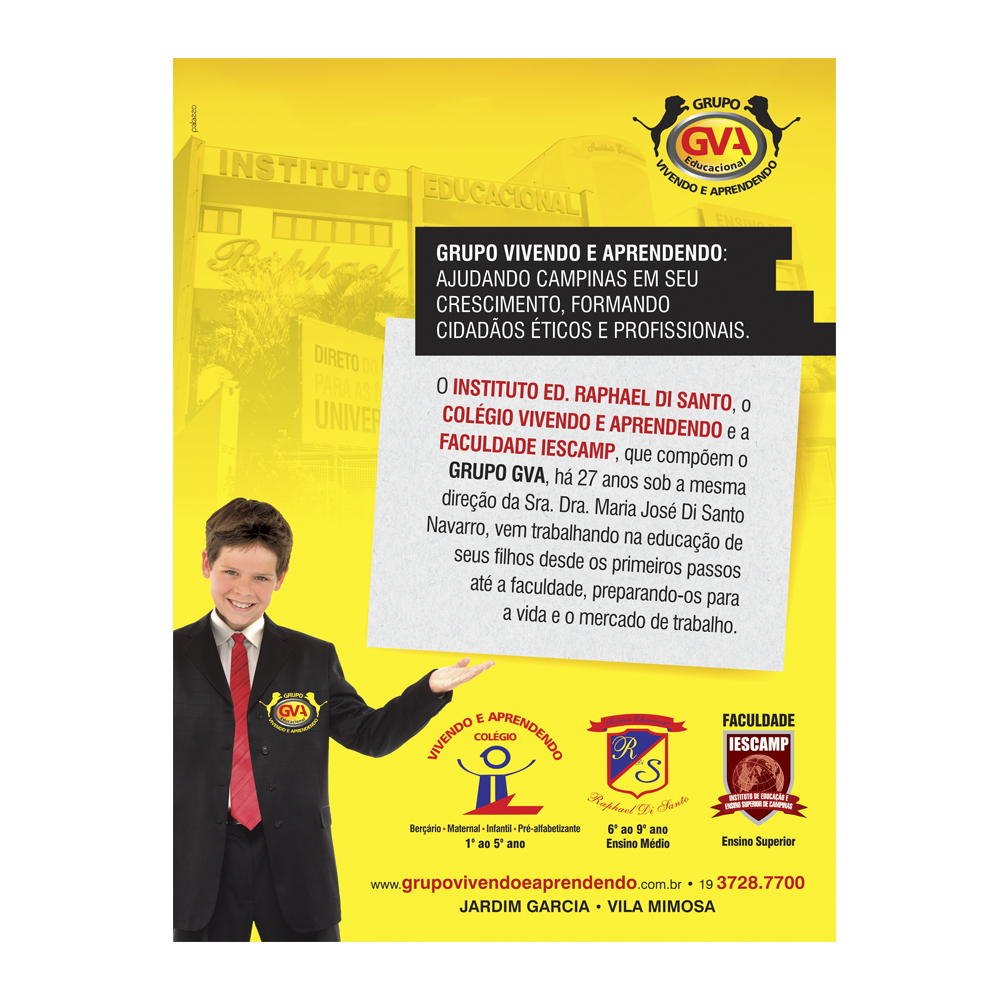 GRUPO
GVA
Educacional
VIVENDO E APRENDENDO
INSTITUTO EDUCACIONAL
Raphael
DIRETO DO
PARA AS
UNIVER
GRUPO VIVENDO E APRENDENDO:
AJUDANDO CAMPINAS EM SEU
CRESCIMENTO, FORMANDO
CIDADÃOS ÉTICOS E PROFISSIONAIS.
O INSTITUTO ED. RAPHAEL DI SANTO, o
COLÉGIO VIVENDO E APRENDENDO e a
FACULDADE IESCAMP, que compõem o
GRUPO GVA, há 27 anos sob a mesma
direção da Sra. Dra. Maria José Di Santo
Navarro, vem trabalhando na educação de
seus filhos desde os primeiros passos
até a faculdade, preparando-os para
a vida e o mercado de trabalho.
GRUPO
GVA
Educacional
VIVENDO E APRENDENDO
VIVENDO E APRENDENDO
COLÉGIO
Berçário • Maternal • Infantil • Pré-alfabetizante
1º ao 5º ano
R Di S
Raphael Di Santo
6º ao 9º ano
Ensino Médio
FACULDADE
IESCAMP
INSTITUTO DE EDUCAÇÃO E
ENSINO SUPERIOR DE CAMPINAS
Ensino Superior
www.grupovivendoeaprendendo.com.br • 19 3728.7700
JARDIM GARCIA • VILA MIMOSA